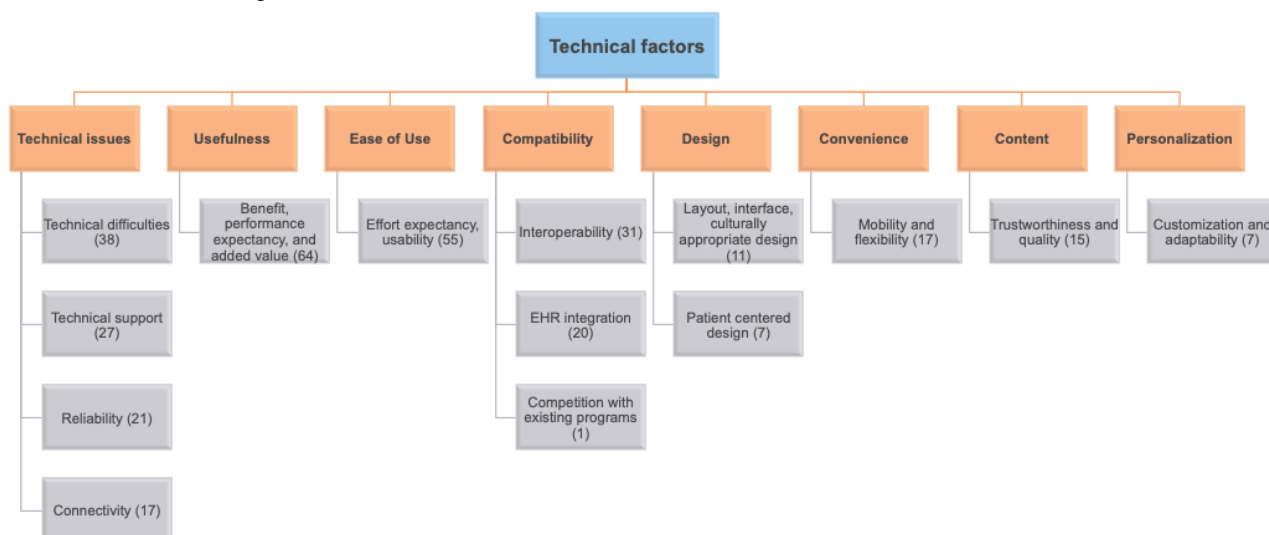 Technical factors
Technical issues
Usefulness
Ease of Use
Compatibility
Design
Convenience
Content
Personalization
Technical difficulties
(38)
Benefit,
performance
expectancy, and
added value (64)
Effort expectancy,
usability (55)
Interoperability (31)
Layout, interface,
culturally
appropriate design
(11)
Mobility and
flexibility (17)
Trustworthiness and
quality (15)
Customization and
adaptability (7)
Technical support
(27)
EHR integration
(20)
Patient centered
design (7)
Reliability (21)
Competition with
existing programs
(1)
Connectivity (17)